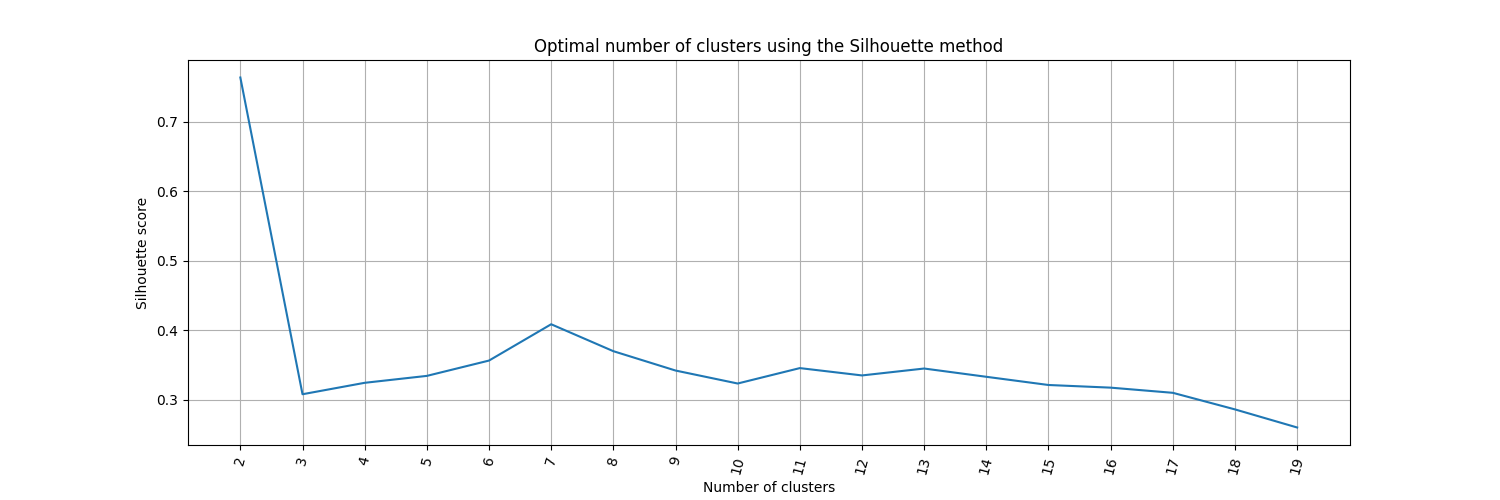 Optimal number of clusters using the Silhouette method
Silhouette score
0.7
0.6
0.5
0.4
0.3
2 3 4 5 6 7 8 9 10 11 12 13 14 15 16 17 18 19
Number of clusters